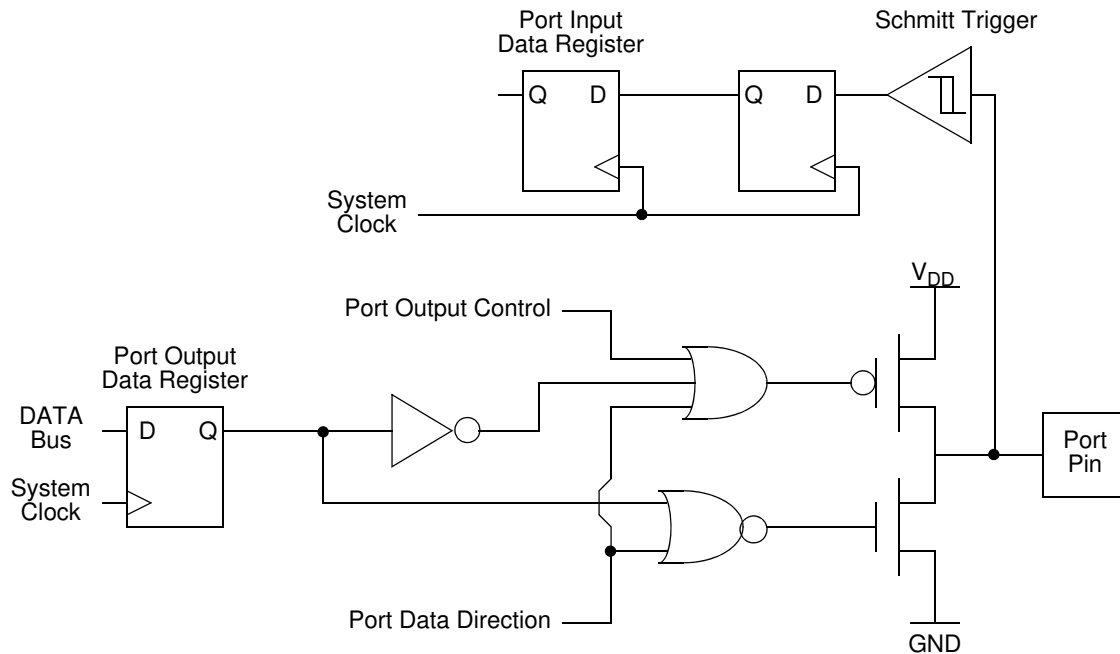 Port Input
Data Register
Schmitt Trigger
Q D
Q D
System
Clock
VDD
Port Output Control
Port Output
Data Register
DATA
Bus
D Q
System
Clock
Port
Pin
Port Data Direction
GND